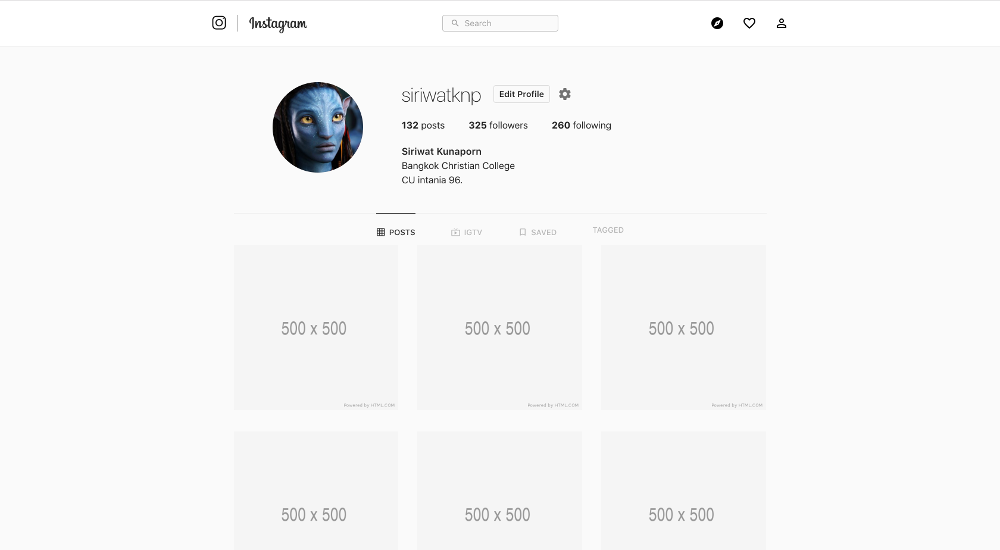 Instagram
Search
siriwatknp Edit Profile
132 posts 325 followers 260 following
Siriwat Kunaporn
Bangkok Christian College
CU intania 96.
POSTS IGTV SAVED TAGGED
500 x 500 500 x 500 500 x 500
Powered by HTML.COM Powered by HTML.COM Powered by HTML.COM
500 x 500 500 x 500 500 x 500